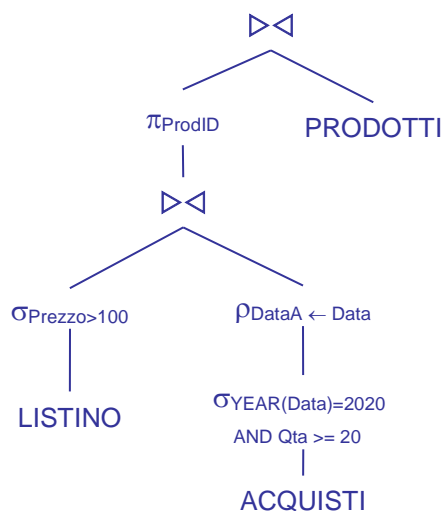 ▷◁
πProdID
PRODOTTI
▷◁
σPrezzo>100
ρDataA ← Data
LISTINO
σYEAR(Data)=2020
AND Qta >= 20
ACQUISTI